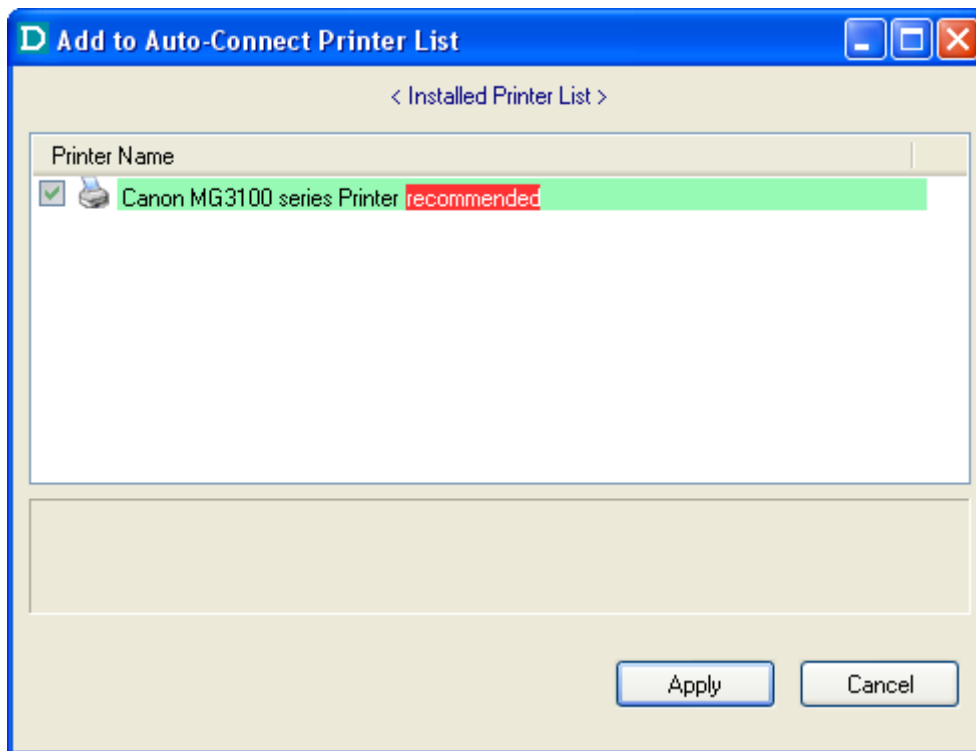 D Add to Auto-Connect Printer List
< Installed Printer List >
Printer Name
Canon MG3100 series Printer recommended
Apply Cancel